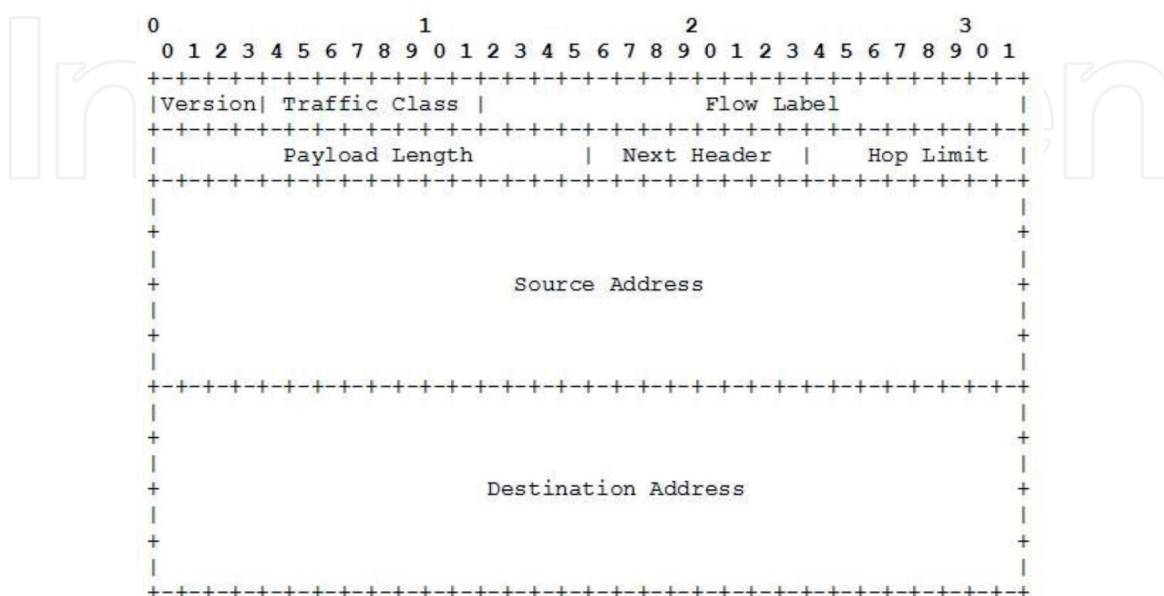 0                   1                   2                   3
0 1 2 3 4 5 6 7 8 9 0 1 2 3 4 5 6 7 8 9 0 1 2 3 4 5 6 7 8 9 0 1
+-+-+-+-+-+-+-+-+-+-+-+-+-+-+-+-+-+-+-+-+-+-+-+-+-+-+-+-+-+-+-+-+
|Version| Traffic Class |                Flow Label             |
+-+-+-+-+-+-+-+-+-+-+-+-+-+-+-+-+-+-+-+-+-+-+-+-+-+-+-+-+-+-+-+-+
|         Payload Length        |  Next Header  |    Hop Limit  |
+-+-+-+-+-+-+-+-+-+-+-+-+-+-+-+-+-+-+-+-+-+-+-+-+-+-+-+-+-+-+-+-+
|                                                               |
+                                                               +
|                                                               |
+                          Source Address                       +
|                                                               |
+                                                               +
|                                                               |
+-+-+-+-+-+-+-+-+-+-+-+-+-+-+-+-+-+-+-+-+-+-+-+-+-+-+-+-+-+-+-+-+
|                                                               |
+                                                               +
|                                                               |
+                        Destination Address                    +
|                                                               |
+                                                               +
|                                                               |
+-+-+-+-+-+-+-+-+-+-+-+-+-+-+-+-+-+-+-+-+-+-+-+-+-+-+-+-+-+-+-+-+